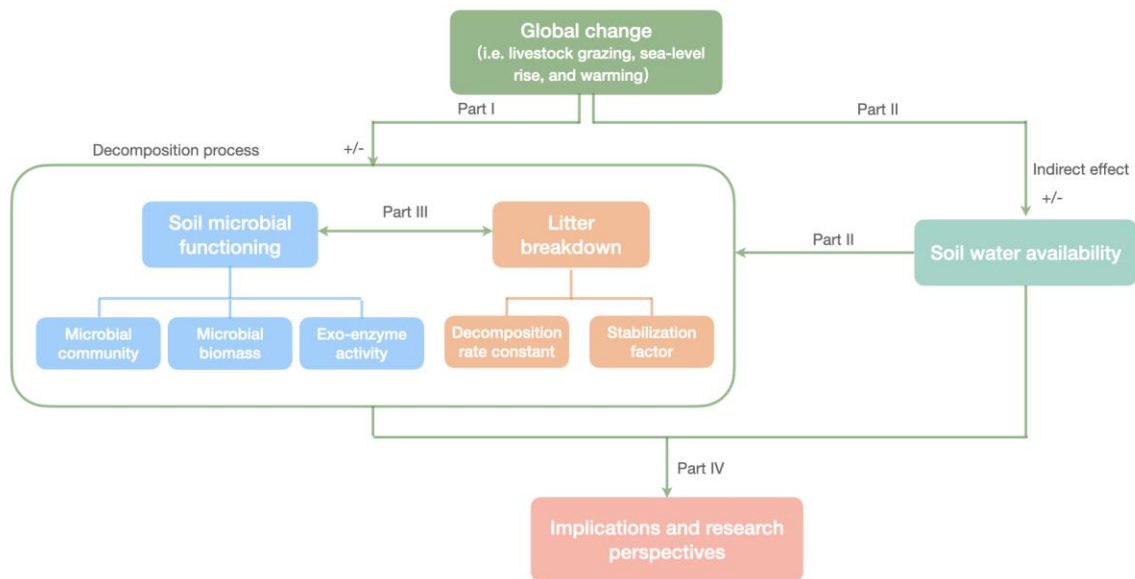 Global change
(i.e. livestock grazing, sea-level
rise, and warming)
Part I
Part II
Decomposition process
+/-
Indirect effect
+/-
Soil microbial
functioning
Part III
Litter
breakdown
Part II
Soil water availability
Microbial
community
Microbial
biomass
Exo-enzyme
activity
Decomposition
rate constant
Stabilization
factor
Part IV
Implications and research
perspectives